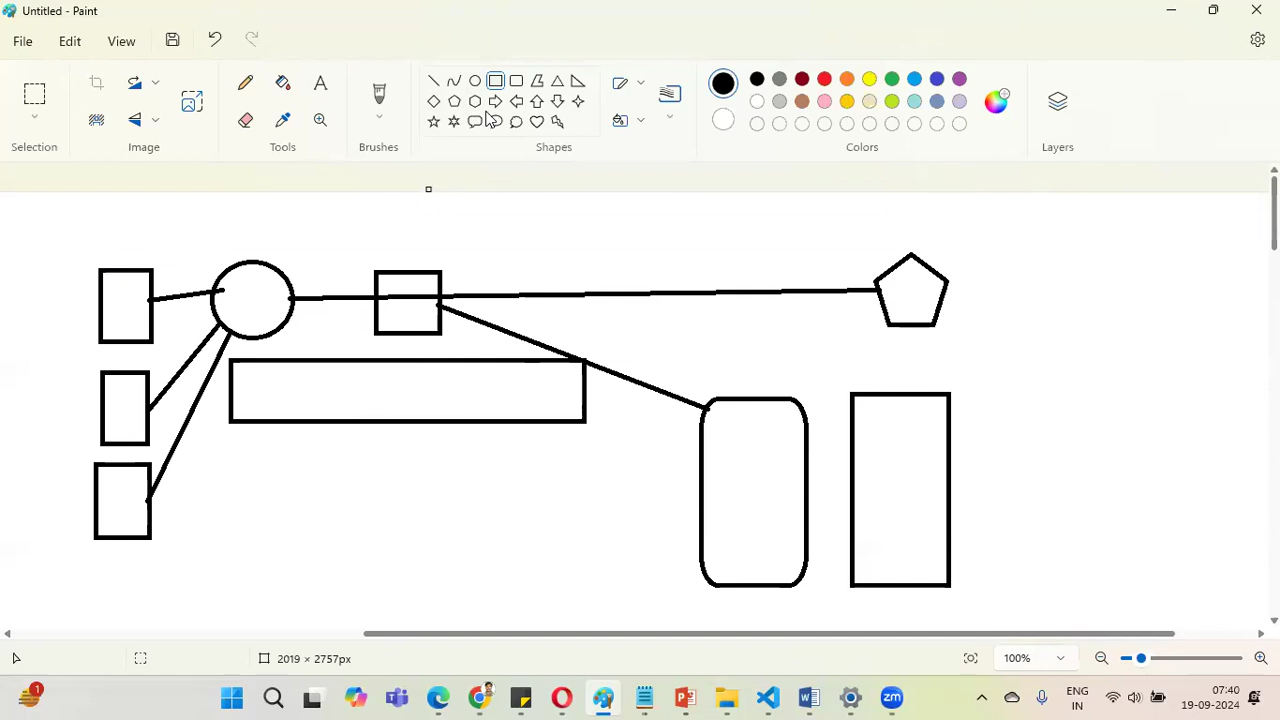 Untitled - Paint
File Edit View
Selection Image Tools Brushes Shapes Colors Layers
2019 × 2757px 100%
1 ENG 07:40
IN 19-09-2024